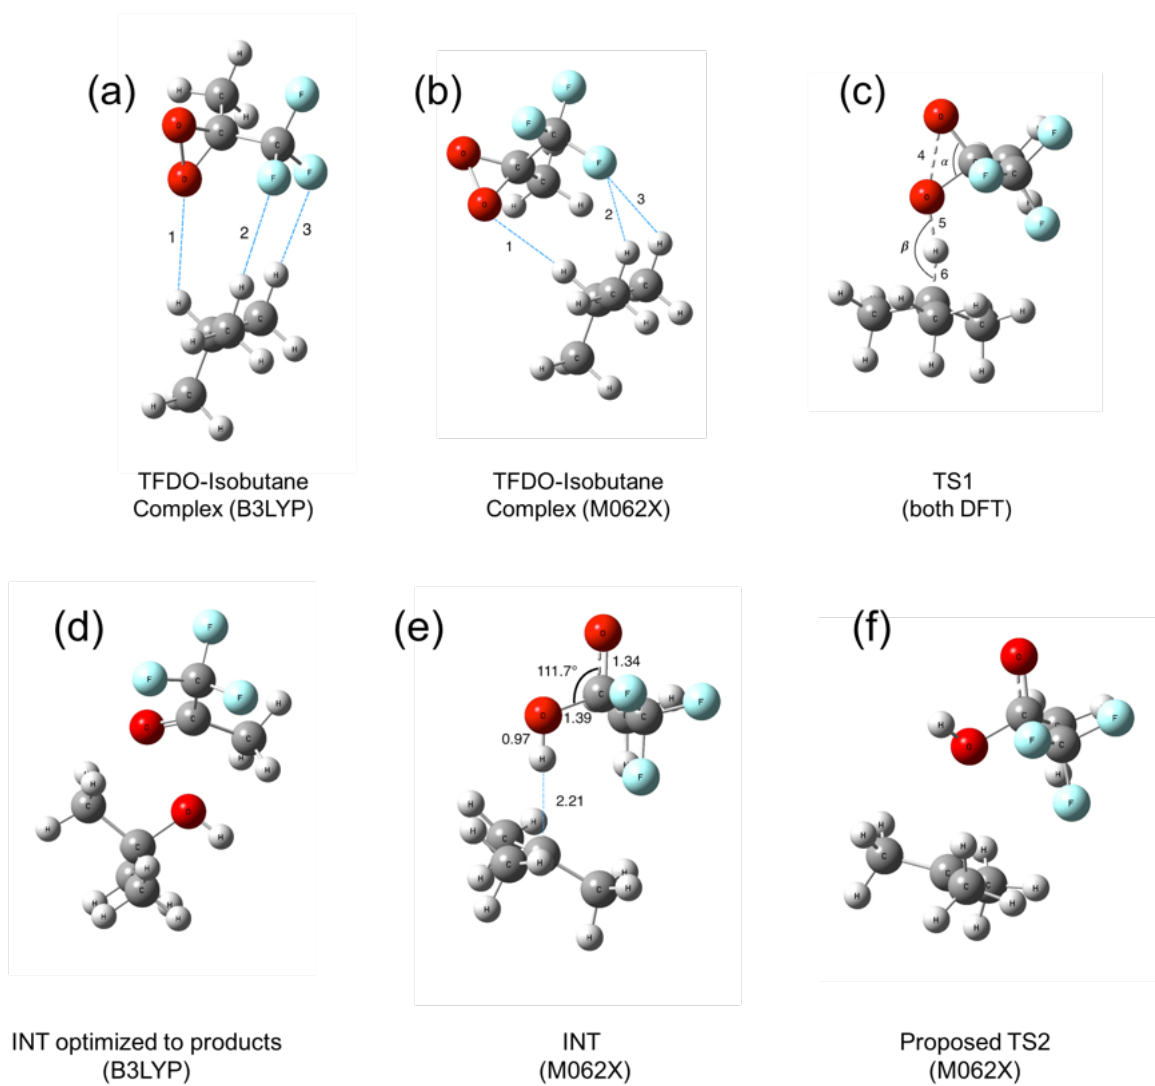 (a)
(b)
(c)
1
2
3
1
2
3
4
α
5
β
6
TFDO-Isobutane
Complex (B3LYP)
TFDO-Isobutane
Complex (M062X)
TS1
(both DFT)
(d)
(e)
(f)
111.7°
1.34
1.39
0.97
2.21
INT optimized to products
(B3LYP)
INT
(M062X)
Proposed TS2
(M062X)